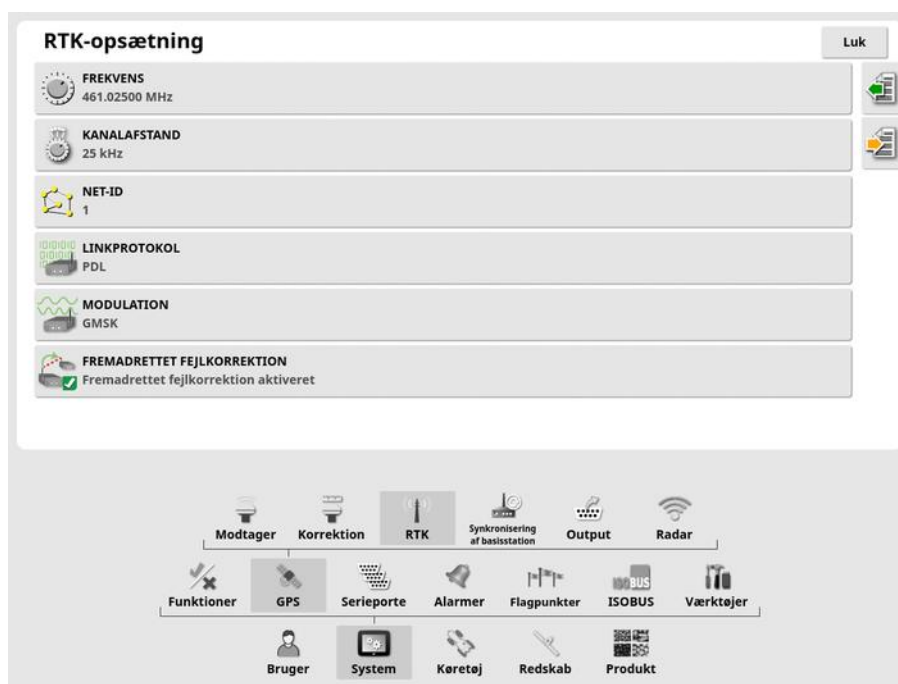 RTK-opsætning
Luk
FREKVENS
461.02500 MHz
KANALAFSTAND
25 kHz
NET-ID
1
LINKPROTOKOL
PDL
MODULATION
GMSK
FREMADRETTET FEJLKORREKTION
Fremadrettet fejlkorrektion aktiveret
Modtager
Korrektion
RTK
Synkronisering
af basisstation
Output
Radar
Funktioner
GPS
Serieporte
Alarmer
Flagpunkter
ISOBUS
Værktøjer
Bruger
System
Køretøj
Redskab
Produkt